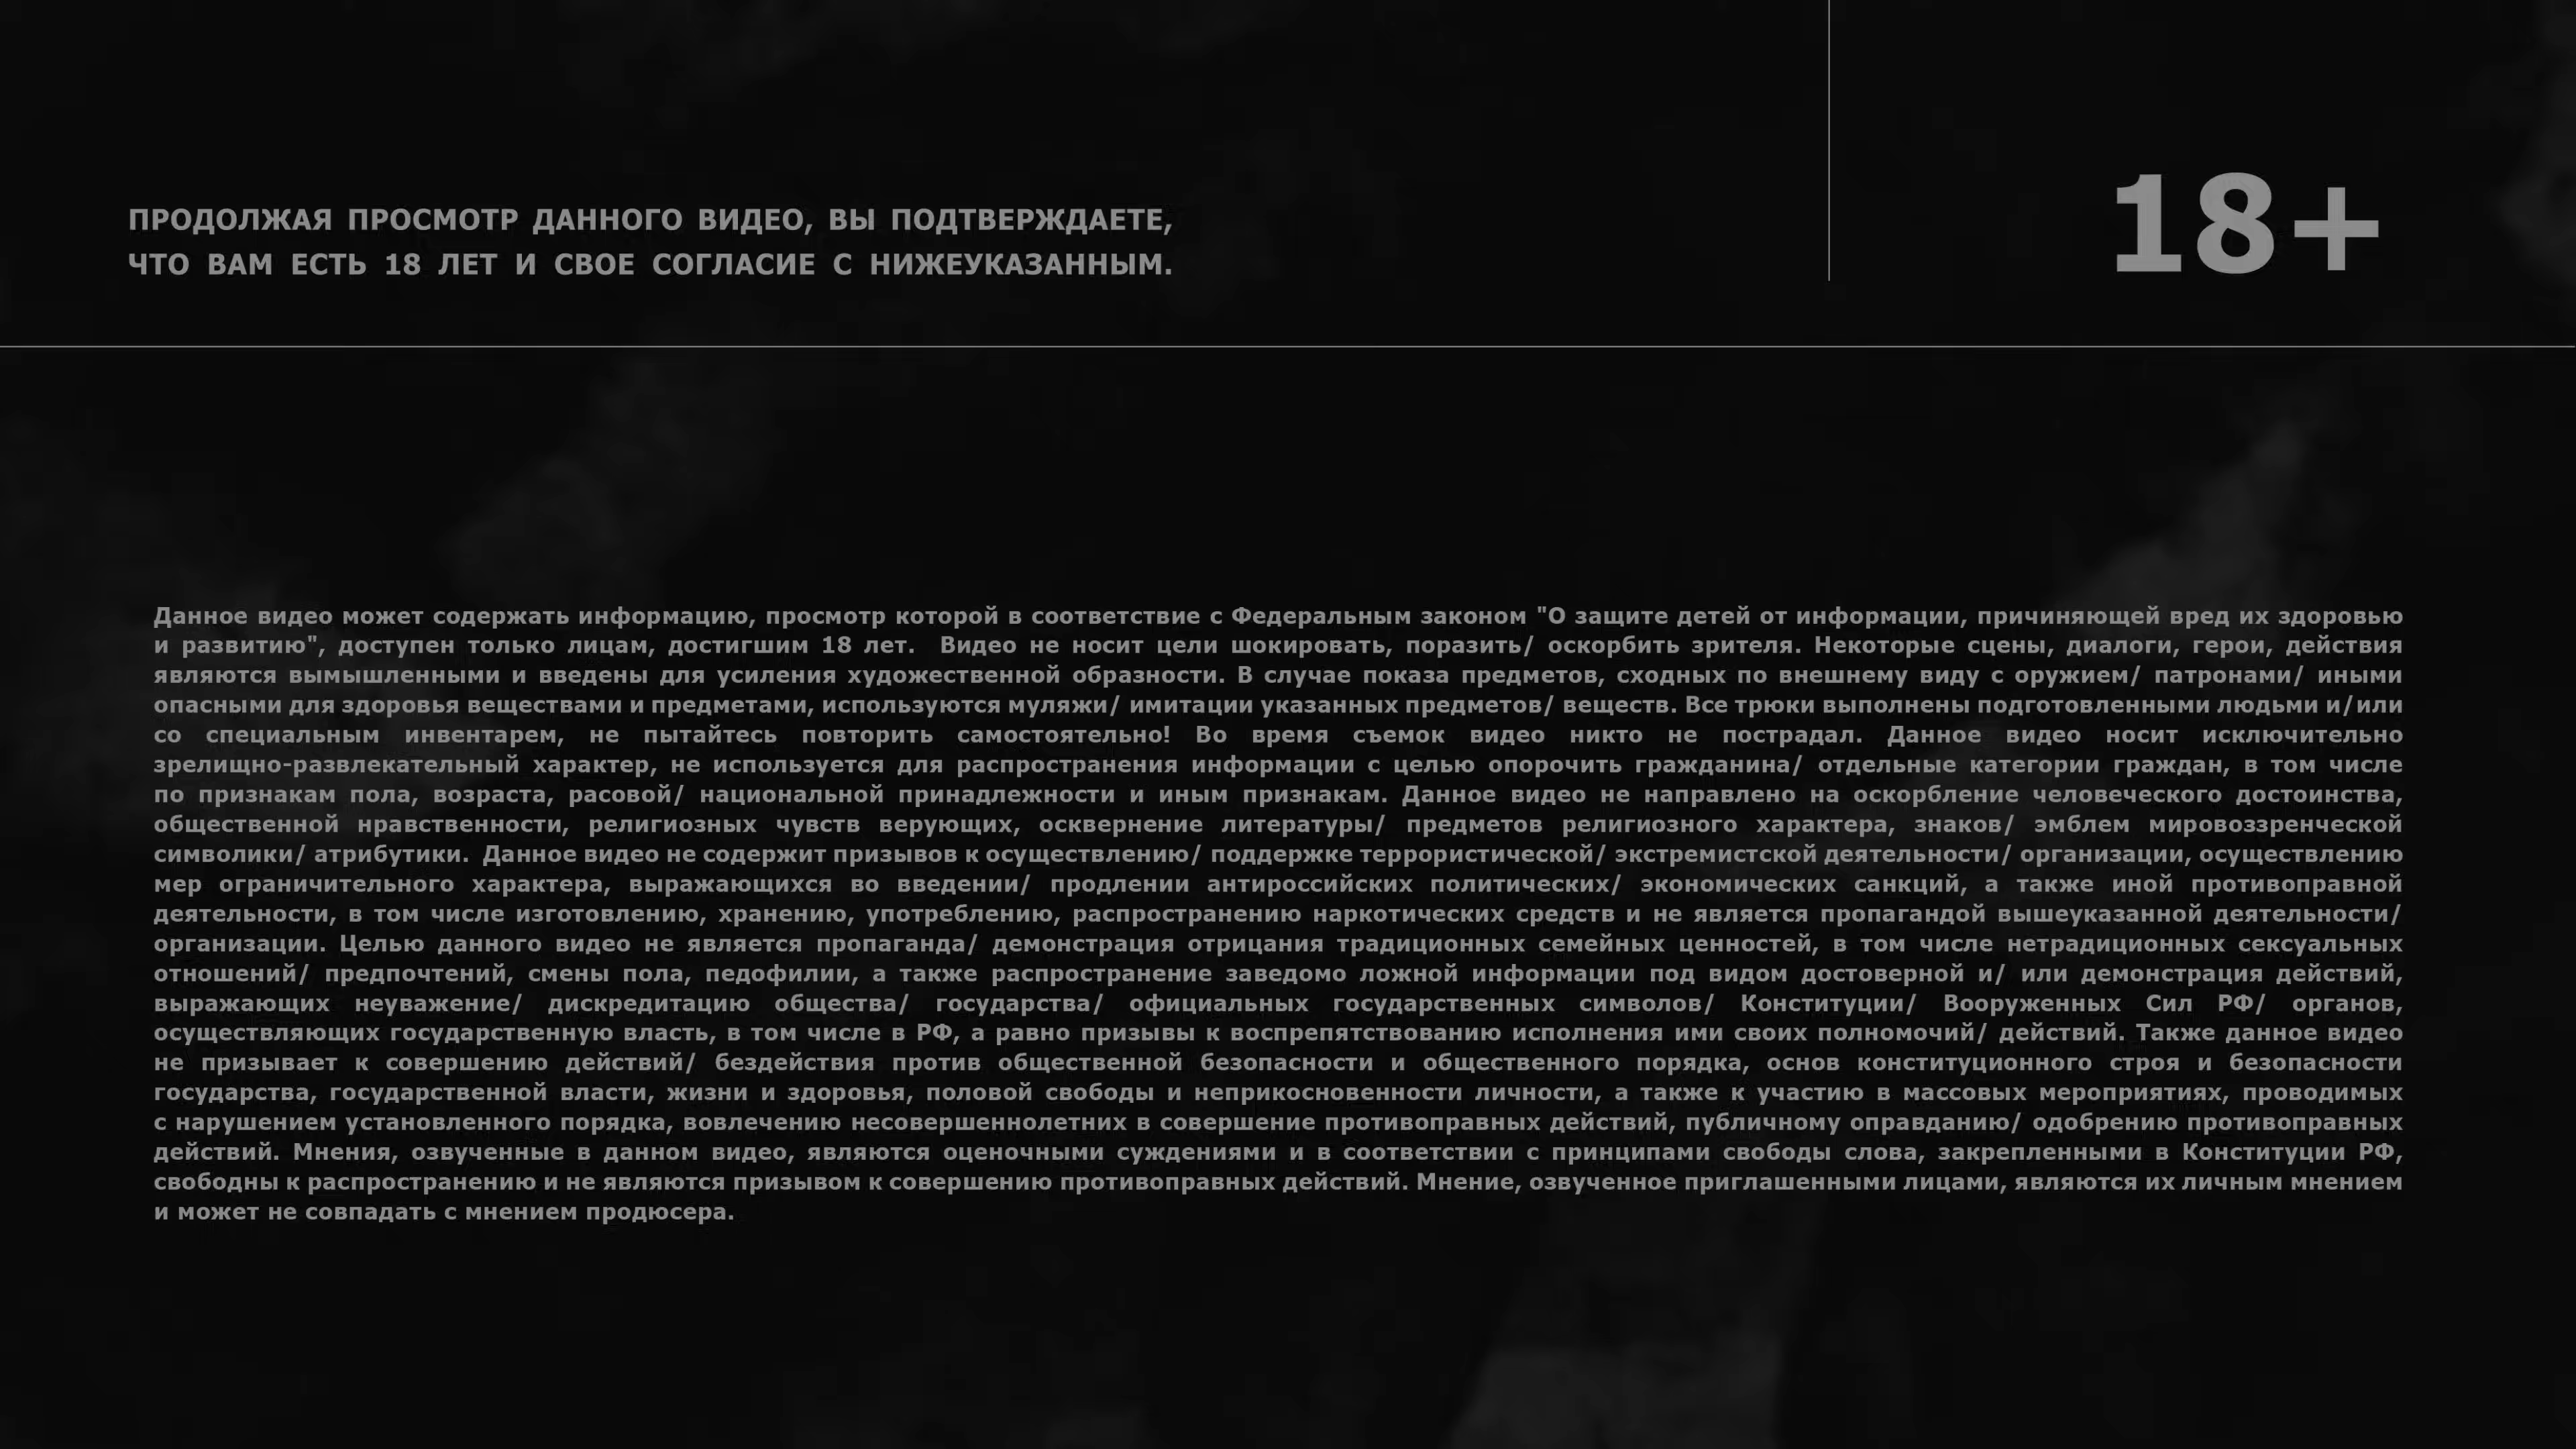 ПРОДОЛЖАЯ ПРОСМОТР ДАННОГО ВИДЕО, ВЫ ПОДТВЕРЖДАЕТЕ,
ЧТО ВАМ ЕСТЬ 18 ЛЕТ И СВОЕ СОГЛАСИЕ С НИЖЕУКАЗАННЫМ.
18+
Данное видео может содержать информацию, просмотр которой в соответствие с Федеральным законом "О защите детей от информации, причиняющей вред их здоровью
и развитию", доступен только лицам, достигшим 18 лет. Видео не носит цели шокировать, поразить/ оскорбить зрителя. Некоторые сцены, диалоги, герои, действия
являются вымышленными и введены для усиления художественной образности. В случае показа предметов, сходных по внешнему виду с оружием/ патронами/ иными
опасными для здоровья веществами и предметами, используются муляжи/ имитации указанных предметов/ веществ. Все трюки выполнены подготовленными людьми и/или
со специальным инвентарем, не пытайтесь повторить самостоятельно! Во время съемок видео никто не пострадал. Данное видео носит исключительно
зрелищно-развлекательный характер, не используется для распространения информации с целью опорочить гражданина/ отдельные категории граждан, в том числе
по признакам пола, возраста, расовой/ национальной принадлежности и иным признакам. Данное видео не направлено на оскорбление человеческого достоинства,
общественной нравственности, религиозных чувств верующих, осквернение литературы/ предметов религиозного характера, знаков/ эмблем мировоззренческой
символики/ атрибутики. Данное видео не содержит призывов к осуществлению/ поддержке террористической/ экстремистской деятельности/ организации, осуществлению
мер ограничительного характера, выражающихся во введении/ продлении антироссийских политических/ экономических санкций, а также иной противоправной
деятельности, в том числе изготовлению, хранению, употреблению, распространению наркотических средств и не является пропагандой вышеуказанной деятельности/
организации. Целью данного видео не является пропаганда/ демонстрация отрицания традиционных семейных ценностей, в том числе нетрадиционных сексуальных
отношений/ предпочтений, смены пола, педофилии, а также распространение заведомо ложной информации под видом достоверной и/ или демонстрация действий,
выражающих неуважение/ дискредитацию общества/ государства/ официальных государственных символов/ Конституции/ Вооруженных Сил РФ/ органов,
осуществляющих государственную власть, в том числе в РФ, а равно призывы к воспрепятствованию исполнения ими своих полномочий/ действий. Также данное видео
не призывает к совершению действий/ бездействия против общественной безопасности и общественного порядка, основ конституционного строя и безопасности
государства, государственной власти, жизни и здоровья, половой свободы и неприкосновенности личности, а также к участию в массовых мероприятиях, проводимых
с нарушением установленного порядка, вовлечению несовершеннолетних в совершение противоправных действий, публичному оправданию/ одобрению противоправных
действий. Мнения, озвученные в данном видео, являются оценочными суждениями и в соответствии с принципами свободы слова, закрепленными в Конституции РФ,
свободны к распространению и не являются призывом к совершению противоправных действий. Мнение, озвученное приглашенными лицами, являются их личным мнением
и может не совпадать с мнением продюсера.